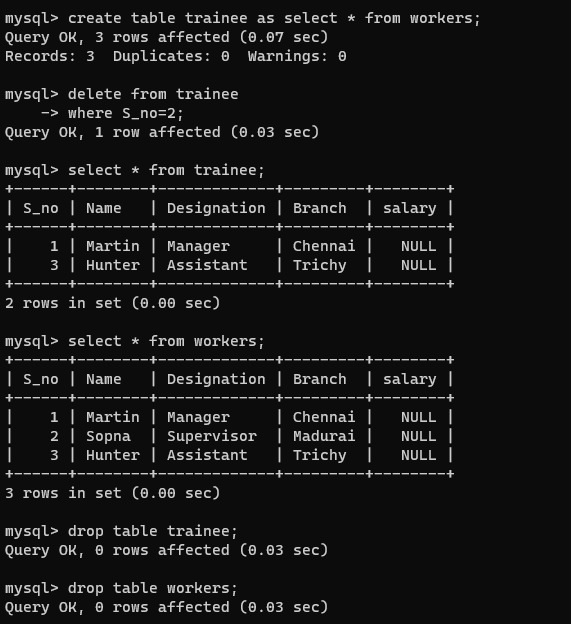 mysql> create table trainee as select * from workers;
Query OK, 3 rows affected (0.07 sec)
Records: 3  Duplicates: 0  Warnings: 0

mysql> delete from trainee
    -> where S_no=2;
Query OK, 1 row affected (0.03 sec)

mysql> select * from trainee;
+------+--------+-------------+---------+--------+
| S_no | Name   | Designation | Branch  | salary |
+------+--------+-------------+---------+--------+
|    1 | Martin | Manager     | Chennai |   NULL |
|    3 | Hunter | Assistant   | Trichy  |   NULL |
+------+--------+-------------+---------+--------+
2 rows in set (0.00 sec)

mysql> select * from workers;
+------+--------+-------------+---------+--------+
| S_no | Name   | Designation | Branch  | salary |
+------+--------+-------------+---------+--------+
|    1 | Martin | Manager     | Chennai |   NULL |
|    2 | Sopna  | Supervisor  | Madurai |   NULL |
|    3 | Hunter | Assistant   | Trichy  |   NULL |
+------+--------+-------------+---------+--------+
3 rows in set (0.00 sec)

mysql> drop table trainee;
Query OK, 0 rows affected (0.03 sec)

mysql> drop table workers;
Query OK, 0 rows affected (0.03 sec)